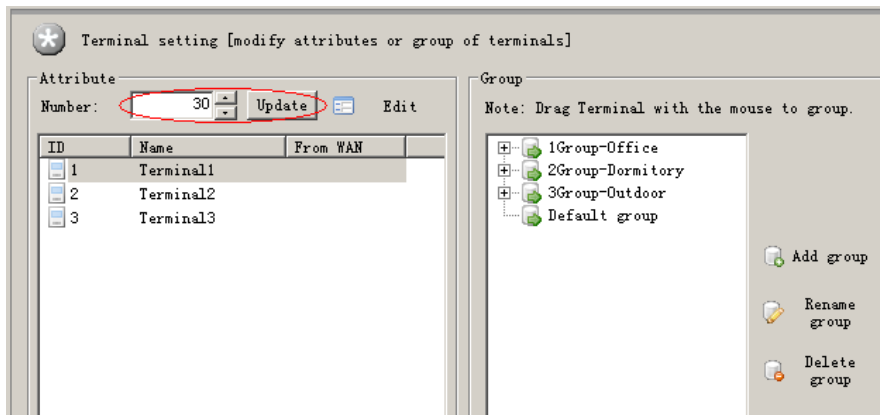 Terminal setting [modify attributes or group of terminals]
Attribute
Number: 30 Update Edit
ID Name From WAN
1 Terminal1
2 Terminal2
3 Terminal3
Group
Note: Drag Terminal with the mouse to group.
1Group-Office
2Group-Dormitory
3Group-Outdoor
Default group
Add group
Rename
group
Delete
group